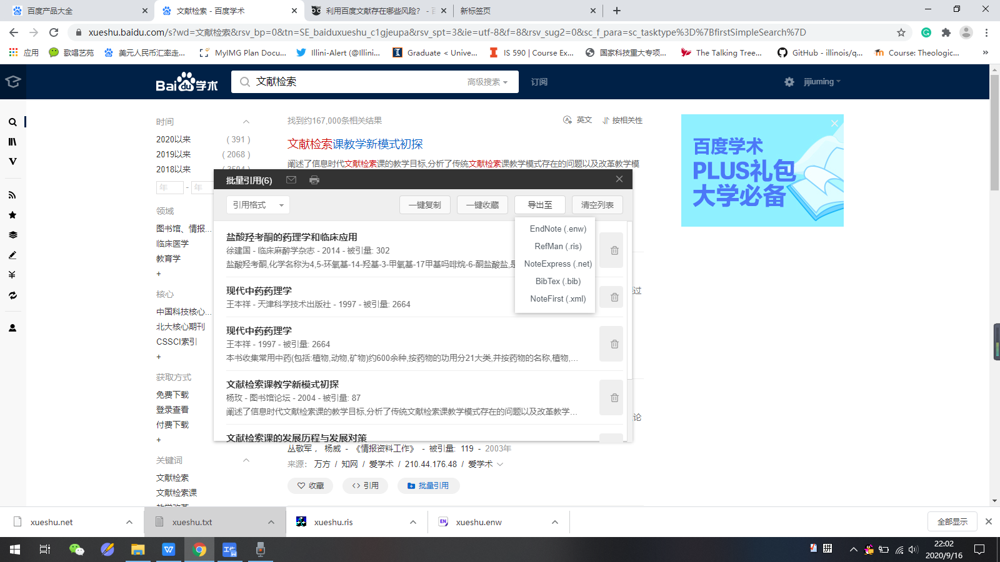 百度产品大全
文献检索 - 百度学术
利用百度文献存在哪些风险? - 百
新标签页
xueshu.baidu.com/s?wd=文献检索&rsv_bp=0&tn=SE_baiduxueshu_c1gjeupa&rsv_spt=3&ie=utf-8&f=8&rsv_sug2=0&sc_f_para=sc_tasktype%3D%7BfirstSimpleSearch%7D
应用
歌唱艺苑
美元人民币汇率走...
MyIMG Plan Docu...
Illini-Alert (@Illini...
Graduate < Unive...
IS 590 | Course Ex...
国家科技重大专项...
The Talking Tree...
GitHub - illinois/q...
Course: Theologic...
»
Bai du 学术
文献检索
高级搜索
订阅
jijiuming
时间
2020以来 ( 391 )
2019以来 ( 2068 )
2018以来 ( 3504 )
年 - 年
领域
图书馆、情报...
临床医学
教育学
+
核心
中国科技核心...
北大核心期刊
CSSCI索引
+
获取方式
免费下载
登录查看
付费下载
+
关键词
文献检索
文献检索课
教学改革
找到约167,000条相关结果
英文
按相关性
文献检索课教学新模式初探
阐述了信息时代文献检索课的教学目标,分析了传统文献检索课教学模式存在的问题以及改革教学模
批量引用(6)
引用格式
一键复制
一键收藏
导出至
清空列表
EndNote (.enw)
RefMan (.ris)
NoteExpress (.net)
BibTex (.bib)
NoteFirst (.xml)
盐酸羟考酮的药理学和临床应用
徐建国 - 临床麻醉学杂志 - 2014 - 被引量: 302
盐酸羟考酮,化学名称为4,5-环氧基-14-羟基-3-甲氧基-17甲基吗啡烷-6-酮盐酸盐,是
现代中药药理学
王本祥 - 天津科学技术出版社 - 1997 - 被引量: 2664
现代中药药理学
王本祥 - 1997 - 被引量: 2664
本书收集常用中药(包括:植物,动物,矿物)约600余种,按药物的功用分21大类,并按药物的名称,植物,...
文献检索课教学新模式初探
杨玫 - 图书馆论坛 - 2004 - 被引量: 87
阐述了信息时代文献检索课的教学目标,分析了传统文献检索课教学模式存在的问题以及改革教学...
文献检索课的发展历程与发展对策
过
论
丛敬军 , 杨威 - 《情报资料工作》 - 被引量: 119 - 2003年
来源: 万方 / 知网 / 爱学术 / 210.44.176.48 / 爱学术
收藏
引用
批量引用
百度学术
PLUS礼包
大学必备
xueshu.net
xueshu.txt
xueshu.ris
EN
xueshu.enw
全部显示
拼
22:02
2020/9/16